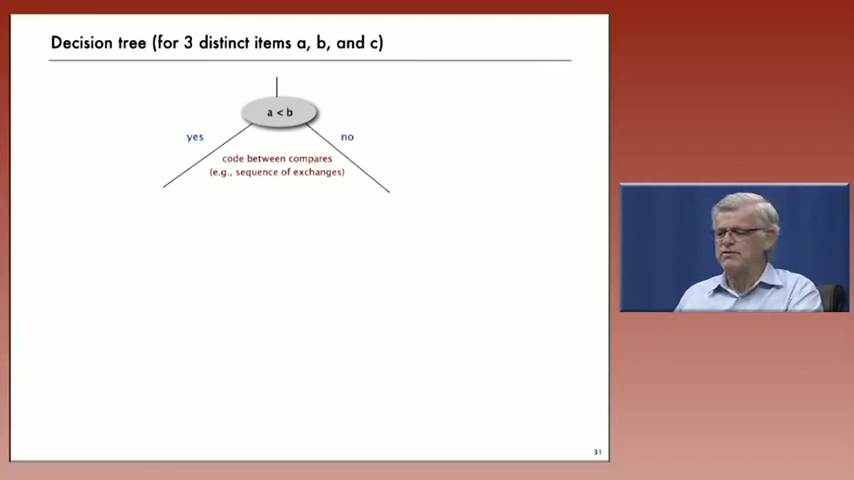 Decision tree (for 3 distinct items a, b, and c)
a < b
yes
no
code between compares
(e.g., sequence of exchanges)
31